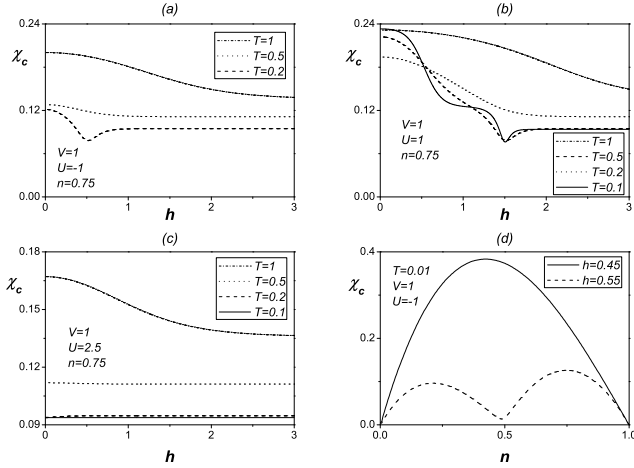 (a)
χc
0.24
0.12
0.00
T=1
T=0.5
T=0.2
V=1
U=-1
n=0.75
0
1
2
3
h
(b)
χc
0.24
0.12
0.00
V=1
U=1
n=0.75
T=1
T=0.5
T=0.2
T=0.1
0
1
2
3
h
(c)
χc
0.18
0.15
0.12
0.09
T=1
T=0.5
T=0.2
T=0.1
V=1
U=2.5
n=0.75
0
1
2
3
h
(d)
χc
0.4
0.2
0.0
T=0.01
V=1
U=-1
h=0.45
h=0.55
0.0
0.5
1.0
n